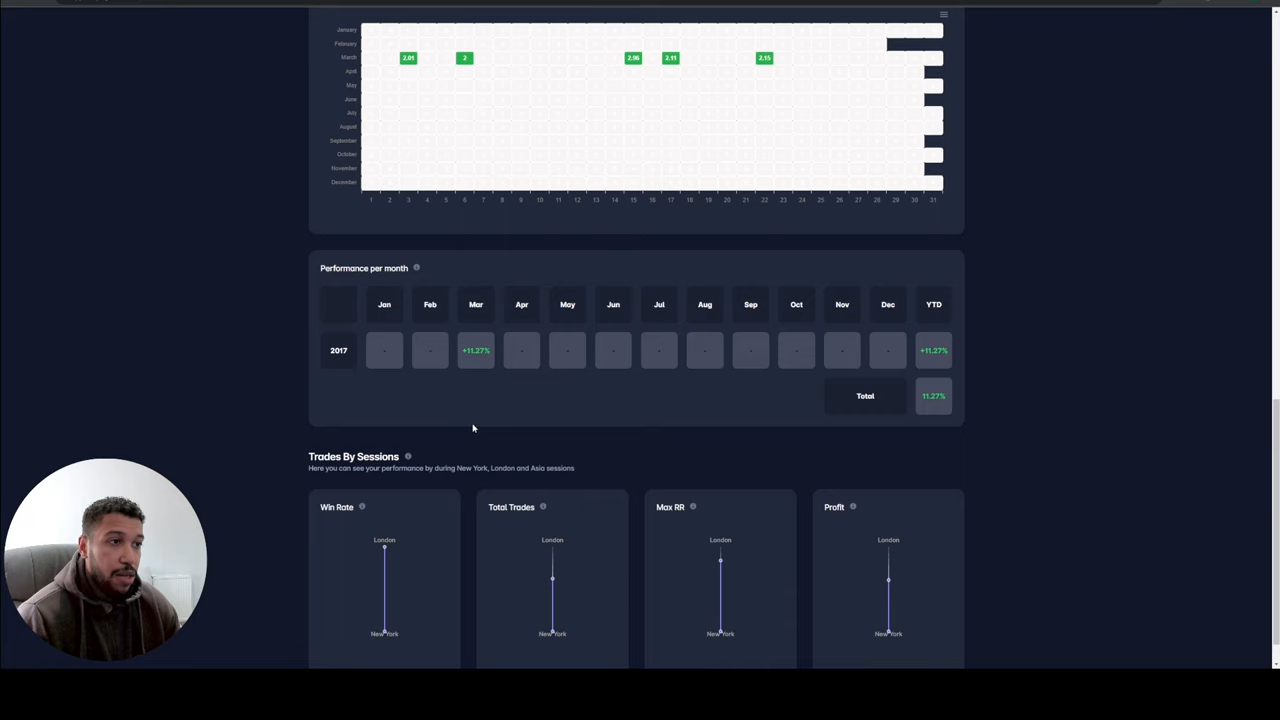 January
February
March 2.01 2 2.96 2.11 2.15
April
May
June
July
August
September
October
November
December
1 2 3 4 5 6 7 8 9 10 11 12 13 14 15 16 17 18 19 20 21 22 23 24 25 26 27 28 29 30 31
Performance per month
Jan Feb Mar Apr May Jun Jul Aug Sep Oct Nov Dec YTD
2017 - - +11.27% - - - - - - - - - +11.27%
Total 11.27%
Trades By Sessions
Here you can see your performance by during New York, London and Asia sessions
Win Rate Total Trades Max RR Profit
London London London London
New York New York New York New York